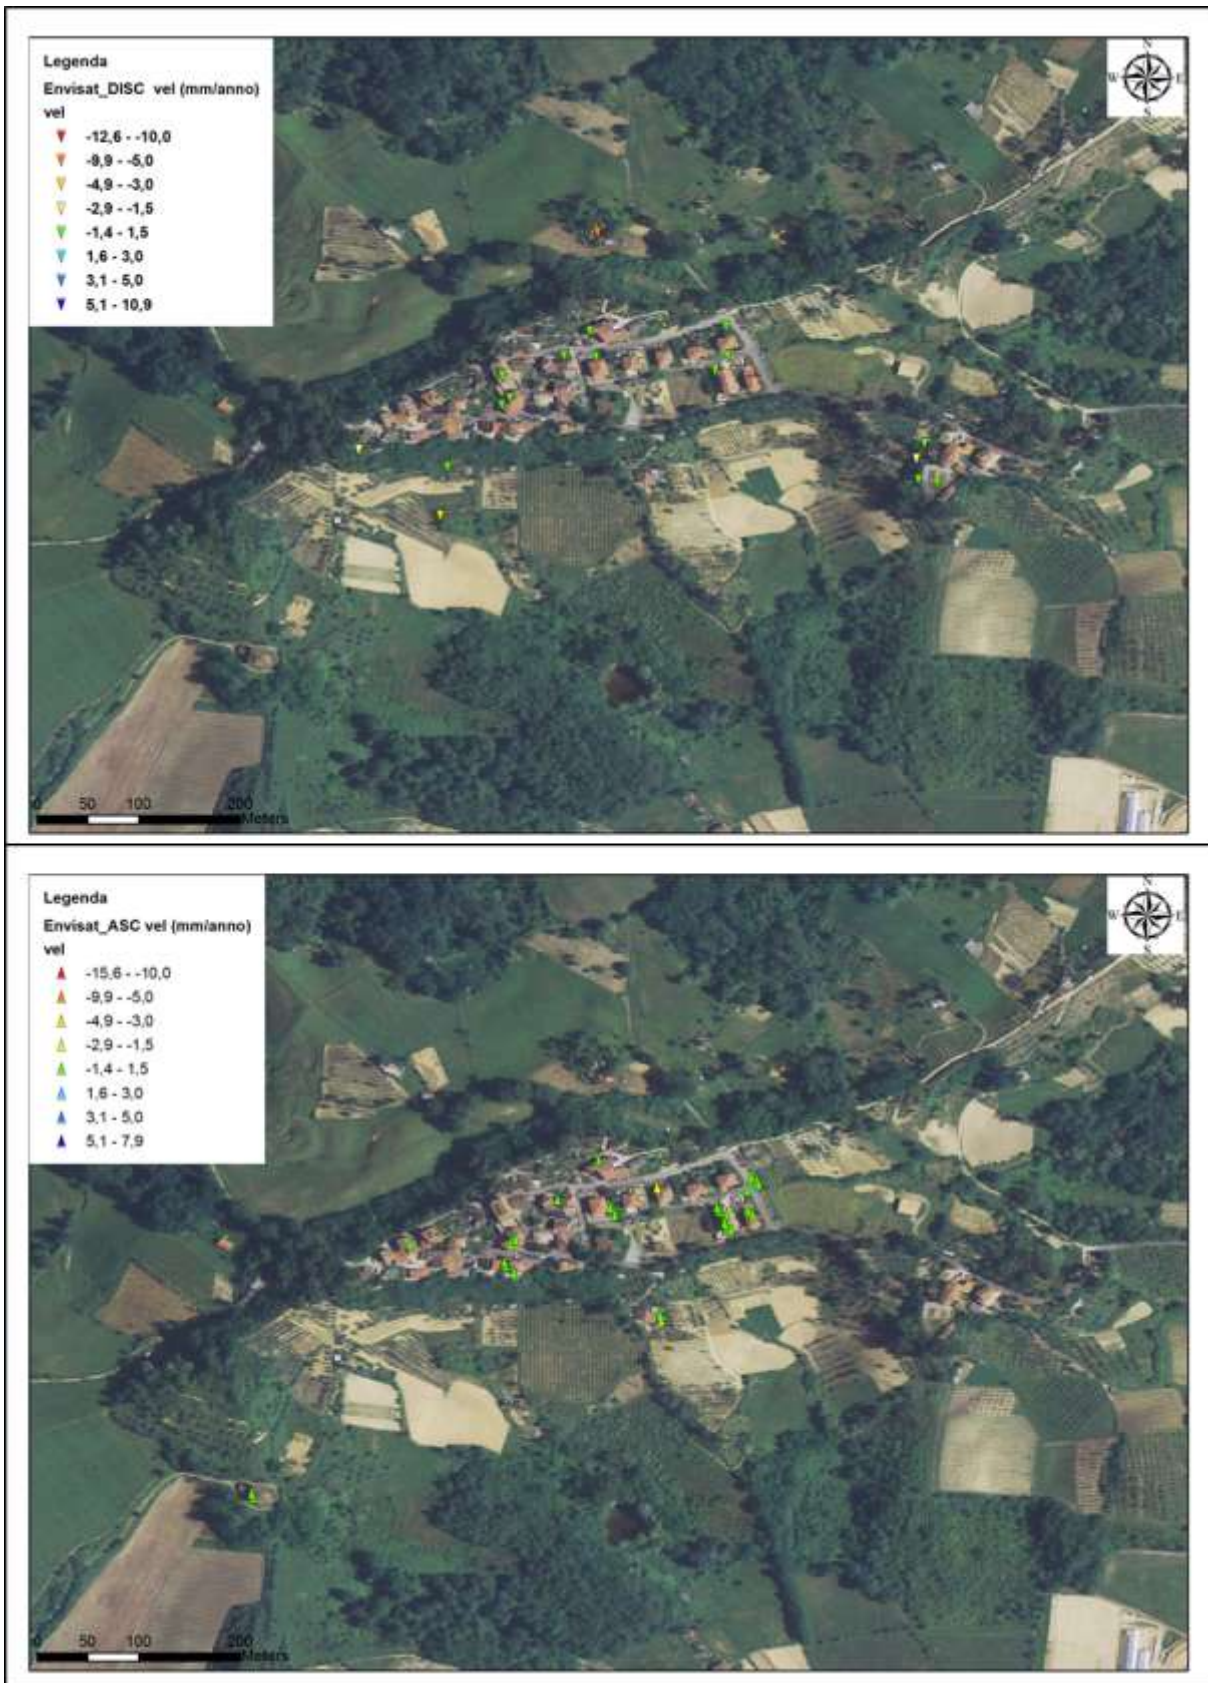 Legenda
Envisat_DISC vel (mm/anno)
vel
-12,6 - -10,0
-9,9 - -5,0
-4,9 - -3,0
-2,9 - -1,5
-1,4 - 1,5
1,6 - 3,0
3,1 - 5,0
5,1 - 10,9
N
W E
S
0 50 100 200
Meters
Legenda
Envisat_ASC vel (mm/anno)
vel
-15,6 - -10,0
-9,9 - -5,0
-4,9 - -3,0
-2,9 - -1,5
-1,4 - 1,5
1,6 - 3,0
3,1 - 5,0
5,1 - 7,9
N
W E
S
0 50 100 200
Meters